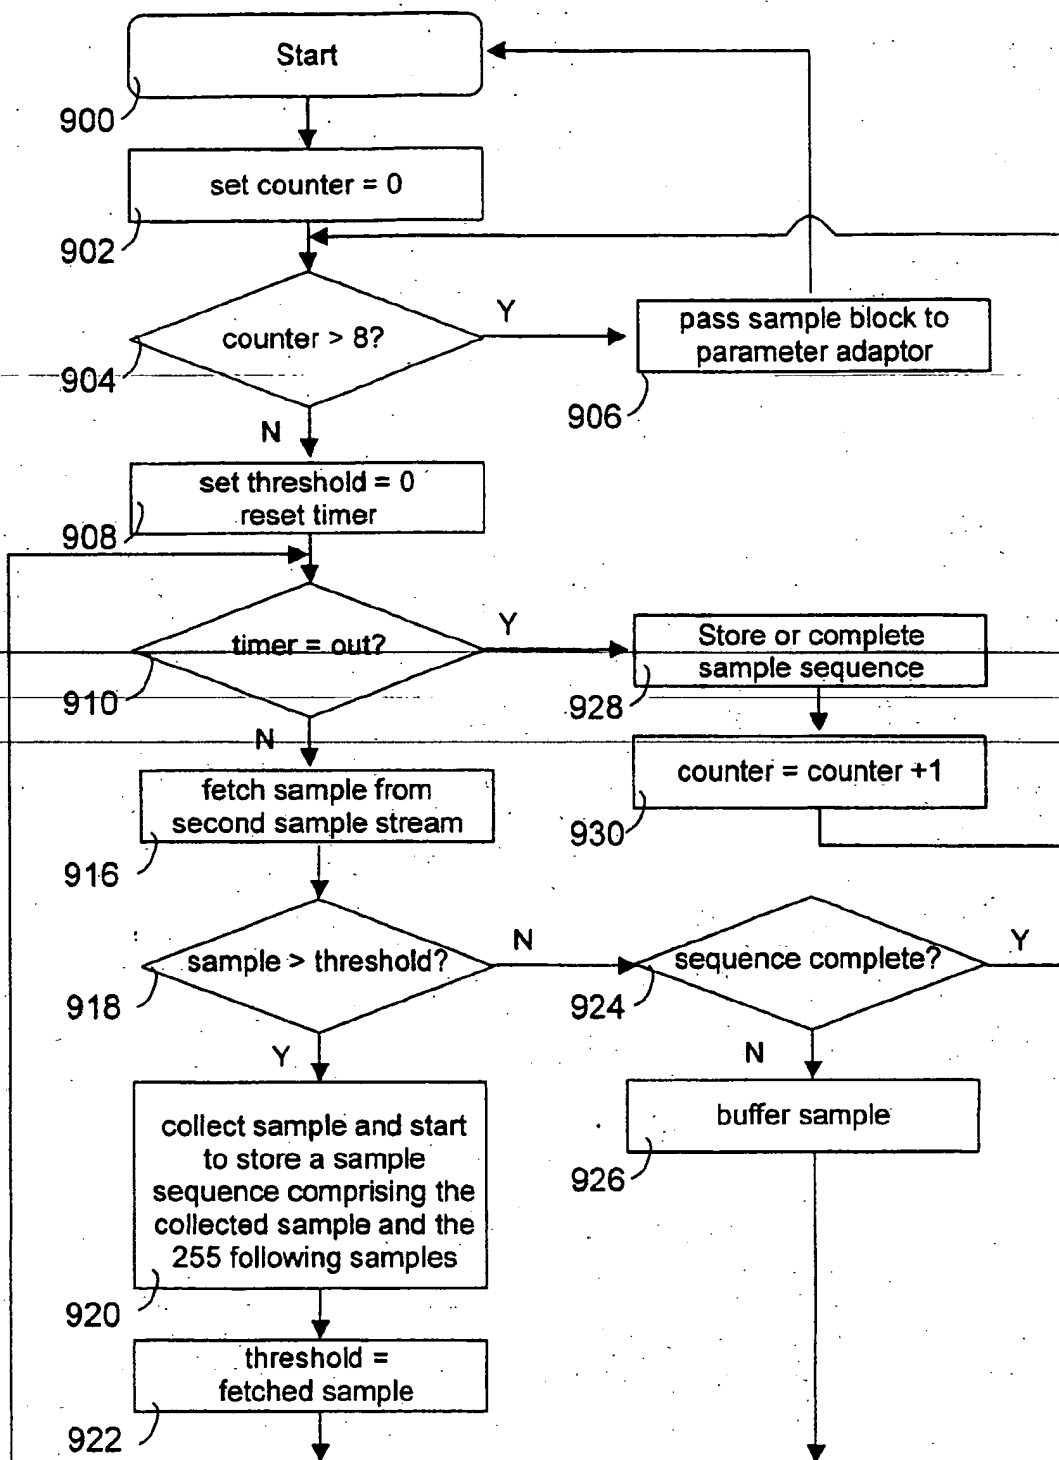 Start
900
set counter = 0
902
counter > 8?
Y
904
pass sample block to
parameter adaptor
906
N
set threshold = 0
reset timer
908
timer = out?
Y
910
Store or complete
sample sequence
928
N
counter = counter +1
930
fetch sample from
second sample stream
916
sample > threshold?
N
918
sequence complete?
Y
924
Y
N
collect sample and start
to store a sample
sequence comprising the
collected sample and the
255 following samples
920
buffer sample
926
threshold =
fetched sample
922